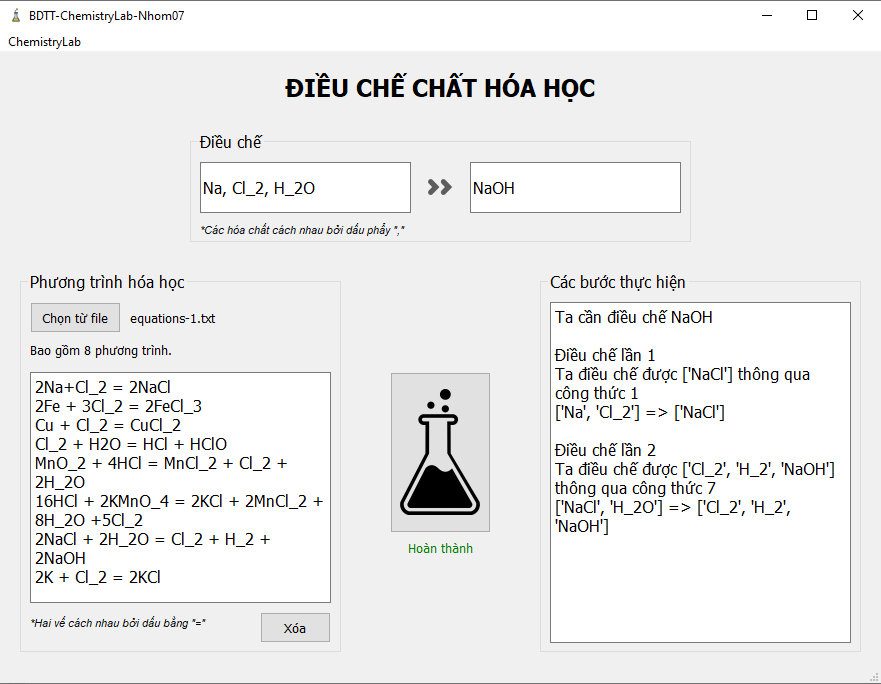 BDTT-ChemistryLab-Nhom07
ChemistryLab
ĐIỀU CHẾ CHẤT HÓA HỌC
Điều chế
Na, Cl_2, H_2O
NaOH
*Các hóa chất cách nhau bởi dấu phẩy ","
Phương trình hóa học
Chọn từ file
equations-1.txt
Bao gồm 8 phương trình.
2Na+Cl_2 = 2NaCl
2Fe + 3Cl_2 = 2FeCl_3
Cu + Cl_2 = CuCl_2
Cl_2 + H2O = HCl + HClO
MnO_2 + 4HCl = MnCl_2 + Cl_2 +
2H_2O
16HCl + 2KMnO_4 = 2KCl + 2MnCl_2 +
8H_2O +5Cl_2
2NaCl + 2H_2O = Cl_2 + H_2 +
2NaOH
2K + Cl_2 = 2KCl
*Hai vế cách nhau bởi dấu bằng "="
Xóa
Hoàn thành
Các bước thực hiện
Ta cần điều chế NaOH
Điều chế lần 1
Ta điều chế được ['NaCl'] thông qua
công thức 1
['Na', 'Cl_2'] => ['NaCl']
Điều chế lần 2
Ta điều chế được ['Cl_2', 'H_2', 'NaOH']
thông qua công thức 7
['NaCl', 'H_2O'] => ['Cl_2', 'H_2',
'NaOH']